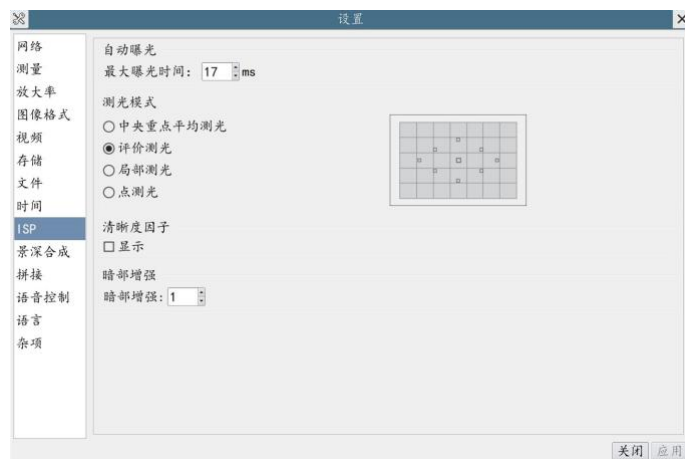 设置
网络
测量
放大率
图像格式
视频
存储
文件
时间
ISP
景深合成
拼接
语音控制
语言
杂项
自动曝光
最大曝光时间: 17 ms
测光模式
中央重点平均测光
评价测光
局部测光
点测光
清晰度因子
显示
暗部增强
暗部增强: 1
关闭 应用